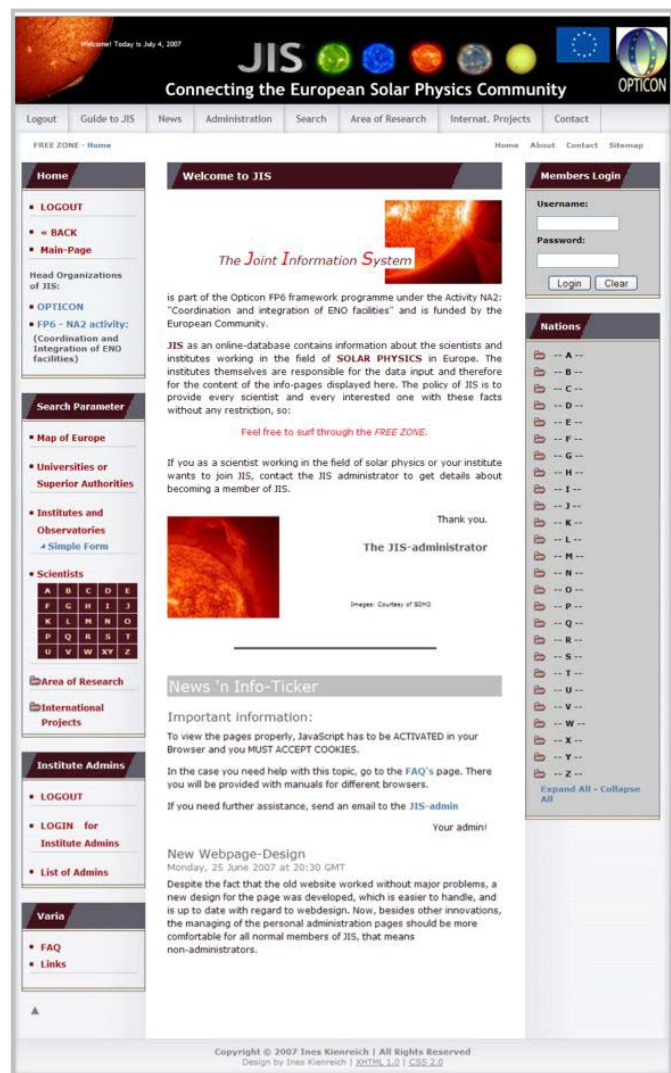 Welcome! Today is July 4, 2007
JIS
Connecting the European Solar Physics Community
OPTICON
Logout Guide to JIS News Administration Search Area of Research Internat. Projects Contact
FREE ZONE - Home
Home About Contact Sitemap
Home
LOGOUT
« BACK
Main-Page
Head Organizations
of JIS:
OPTICON
FP6 - NA2 activity:
(Coordination and
Integration of ENO
facilities)
Search Parameter
Map of Europe
Universities or
Superior Authorities
Institutes and
Observatories
Simple Form
Scientists
A B C D E
F G H I J
K L M N O
P Q R S T
U V W XY Z
Area of Research
International
Projects
Institute Admins
LOGOUT
LOGIN for
Institute Admins
List of Admins
Varia
FAQ
Links
Welcome to JIS
The Joint Information System
is part of the Opticon FP6 framework programme under the Activity NA2:
"Coordination and integration of ENO facilities" and is funded by the
European Community.
JIS as an online-database contains information about the scientists and
institutes working in the field of SOLAR PHYSICS in Europe. The
institutes themselves are responsible for the data input and therefore
for the content of the info-pages displayed here. The policy of JIS is to
provide every scientist and every interested one with these facts
without any restriction, so:
Feel free to surf through the FREE ZONE.
If you as a scientist working in the field of solar physics or your institute
wants to join JIS, contact the JIS administrator to get details about
becoming a member of JIS.
Thank you.
The JIS-administrator
Images: Courtesy of SOHO
News 'n Info-Ticker
Important information:
To view the pages properly, JavaScript has to be ACTIVATED in your
Browser and you MUST ACCEPT COOKIES.
In the case you need help with this topic, go to the FAQ's page. There
you will be provided with manuals for different browsers.
If you need further assistance, send an email to the JIS-admin
Your admin!
New Webpage-Design
Monday, 25 June 2007 at 20:30 GMT
Despite the fact that the old website worked without major problems, a
new design for the page was developed, which is easier to handle, and
is up to date with regard to webdesign. Now, besides other innovations,
the managing of the personal administration pages should be more
comfortable for all normal members of JIS, that means
non-administrators.
Members Login
Username:
Password:
Login Clear
Nations
-- A --
-- B --
-- C --
-- D --
-- E --
-- F --
-- G --
-- H --
-- I --
-- J --
-- K --
-- L --
-- M --
-- N --
-- O --
-- P --
-- Q --
-- R --
-- S --
-- T --
-- U --
-- V --
-- W --
-- X --
-- Y --
-- Z --
Expand All - Collapse
All
Copyright © 2007 Ines Kienreich | All Rights Reserved
Design by Ines Kienreich | XHTML 1.0 | CSS 2.0